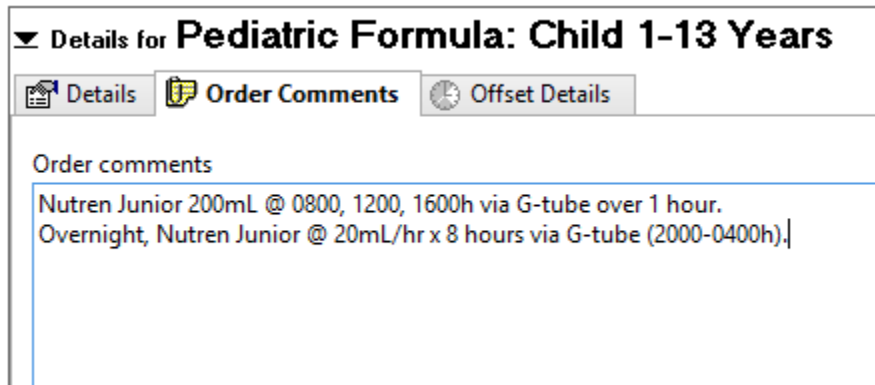 Details for Pediatric Formula: Child 1-13 Years
Details Order Comments Offset Details
Order comments
Nutren Junior 200mL @ 0800, 1200, 1600h via G-tube over 1 hour.
Overnight, Nutren Junior @ 20mL/hr x 8 hours via G-tube (2000-0400h).